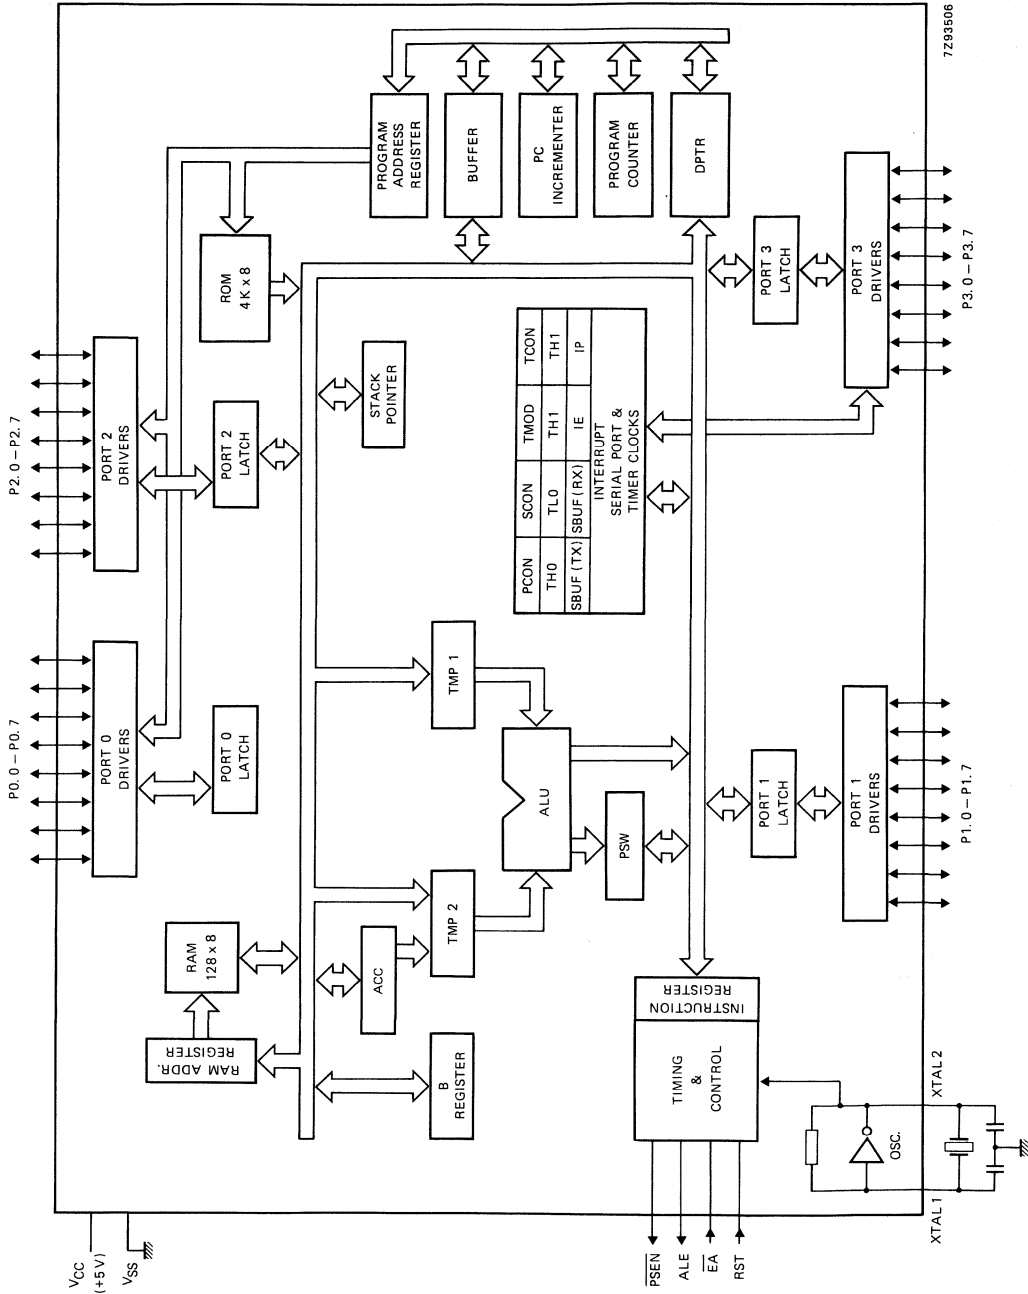 VCC
(+5 V)
VSS
P0.0–P0.7
P2.0–P2.7
PORT 0
DRIVERS
PORT 2
DRIVERS
RAM ADDR.
REGISTER
RAM
128 x 8
PORT 0
LATCH
PORT 2
LATCH
ROM
4K x 8
B
REGISTER
ACC
TMP 2
TMP 1
STACK
POINTER
PROGRAM
ADDRESS
REGISTER
BUFFER
PC
INCREMENTER
PROGRAM
COUNTER
DPTR
ALU
PSW
PCON SCON TMOD TCON
TH0 TL0 TH1 TH1
SBUF (TX) SBUF (RX) IE IP
INTERRUPT
SERIAL PORT &
TIMER CLOCKS
PSEN
ALE
EA
RST
TIMING
&
CONTROL
INSTRUCTION
REGISTER
PORT 1
LATCH
PORT 3
LATCH
OSC.
PORT 1
DRIVERS
PORT 3
DRIVERS
XTAL1
XTAL2
P1.0–P1.7
P3.0–P3.7
7Z93506